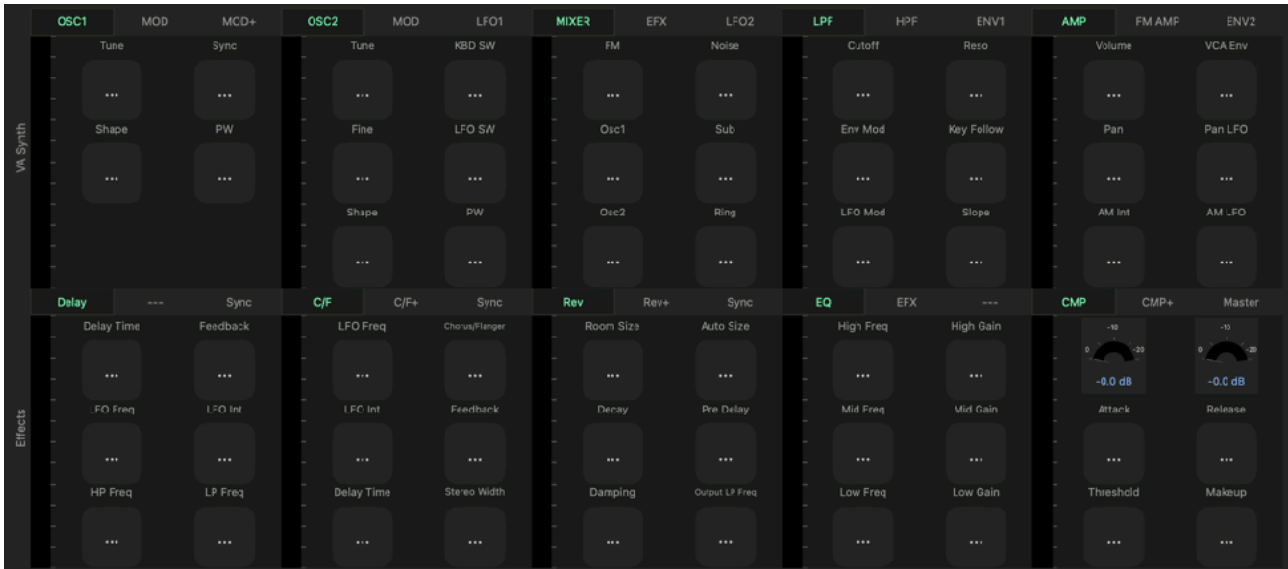 OSC1 MOD MOD+ OSC2 MOD LFO1 MIXER EFX LFO2 LPF HPF ENV1 AMP FM AMP ENV2
Tune Sync Tune KBD SW FM Noise Cutoff Reso Volume VCA Env
... ... ... ... ... ... ... ... ... ...
VA Synth
Shape PW Fine LFO SW Osc1 Sub Env Mod Key Follow Pan Pan LFO
... ... ... ... ... ... ... ... ... ...
Shape PW Osc2 Ring LFO Mod Slope AM Int AM LFO
... ... ... ... ... ... ... ...
Delay --- Sync C/F C/F+ Sync Rev Rev+ Sync EQ EFX --- CMP CMP+ Master
Delay Time Feedback LFO Freq Chorus/Flanger Room Size Auto Size High Freq High Gain -10 -10
0 -20 0 -20
... ... ... ... ... ... ... ... -0.0 dB -0.0 dB
Effects
LFO Freq LFO Int LFO Int Feedback Decay Pre Delay Mid Freq Mid Gain Attack Release
... ... ... ... ... ... ... ... ... ...
HP Freq LP Freq Delay Time Stereo Width Damping Output LP Freq Low Freq Low Gain Threshold Makeup
... ... ... ... ... ... ... ... ... ...